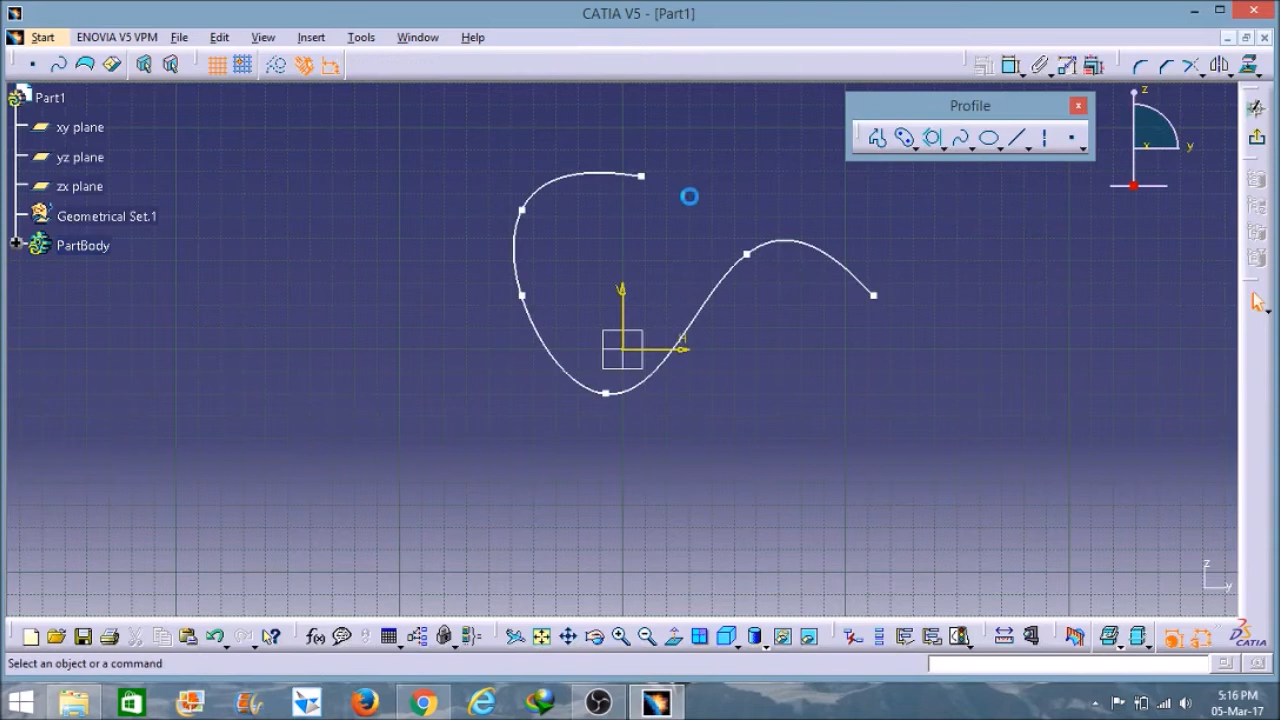 CATIA V5 - [Part1]
Start ENOVIA V5 VPM File Edit View Insert Tools Window Help
Profile
Part1
xy plane
yz plane
zx plane
Geometrical Set.1
PartBody
z
x
y
V
H
z
y
f(x)
CATIA
Select an object or a command
5:16 PM
05-Mar-17